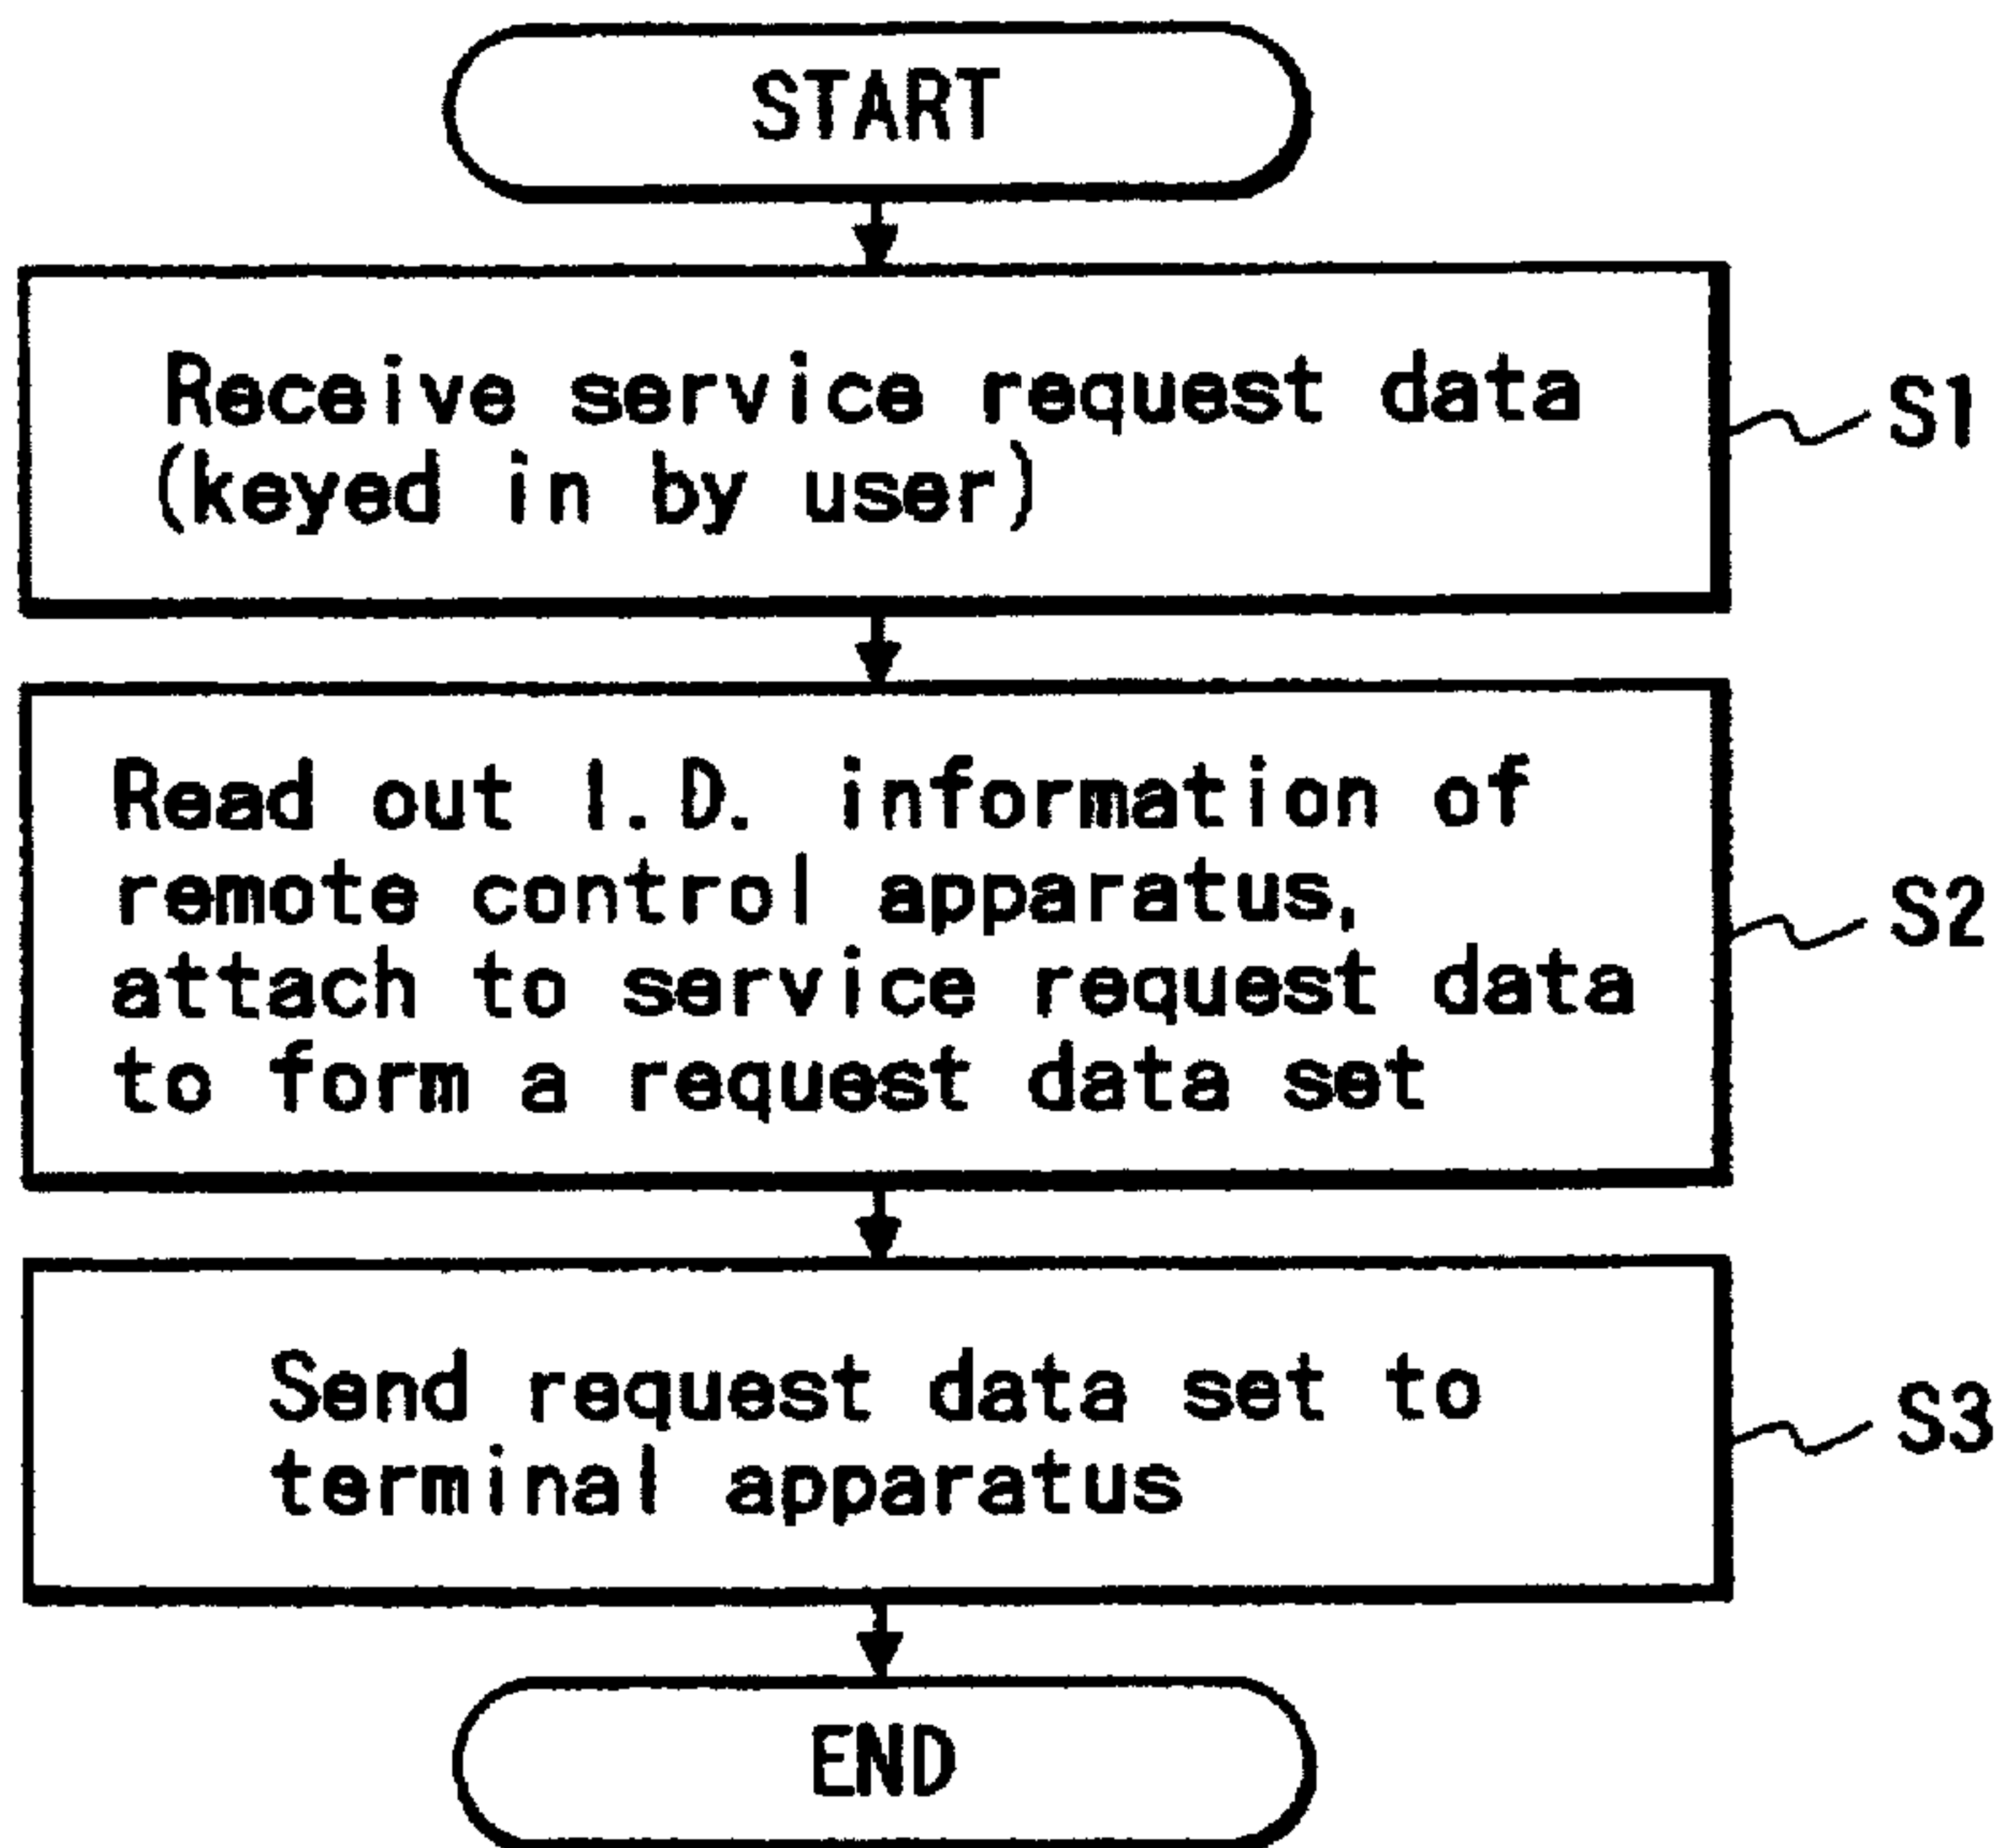 START
Receive service request data
(keyed in by user)
S1
Read out I.D. information of
remote control apparatus,
attach to service request data
to form a request data set
S2
Send request data set to
terminal apparatus
S3
END